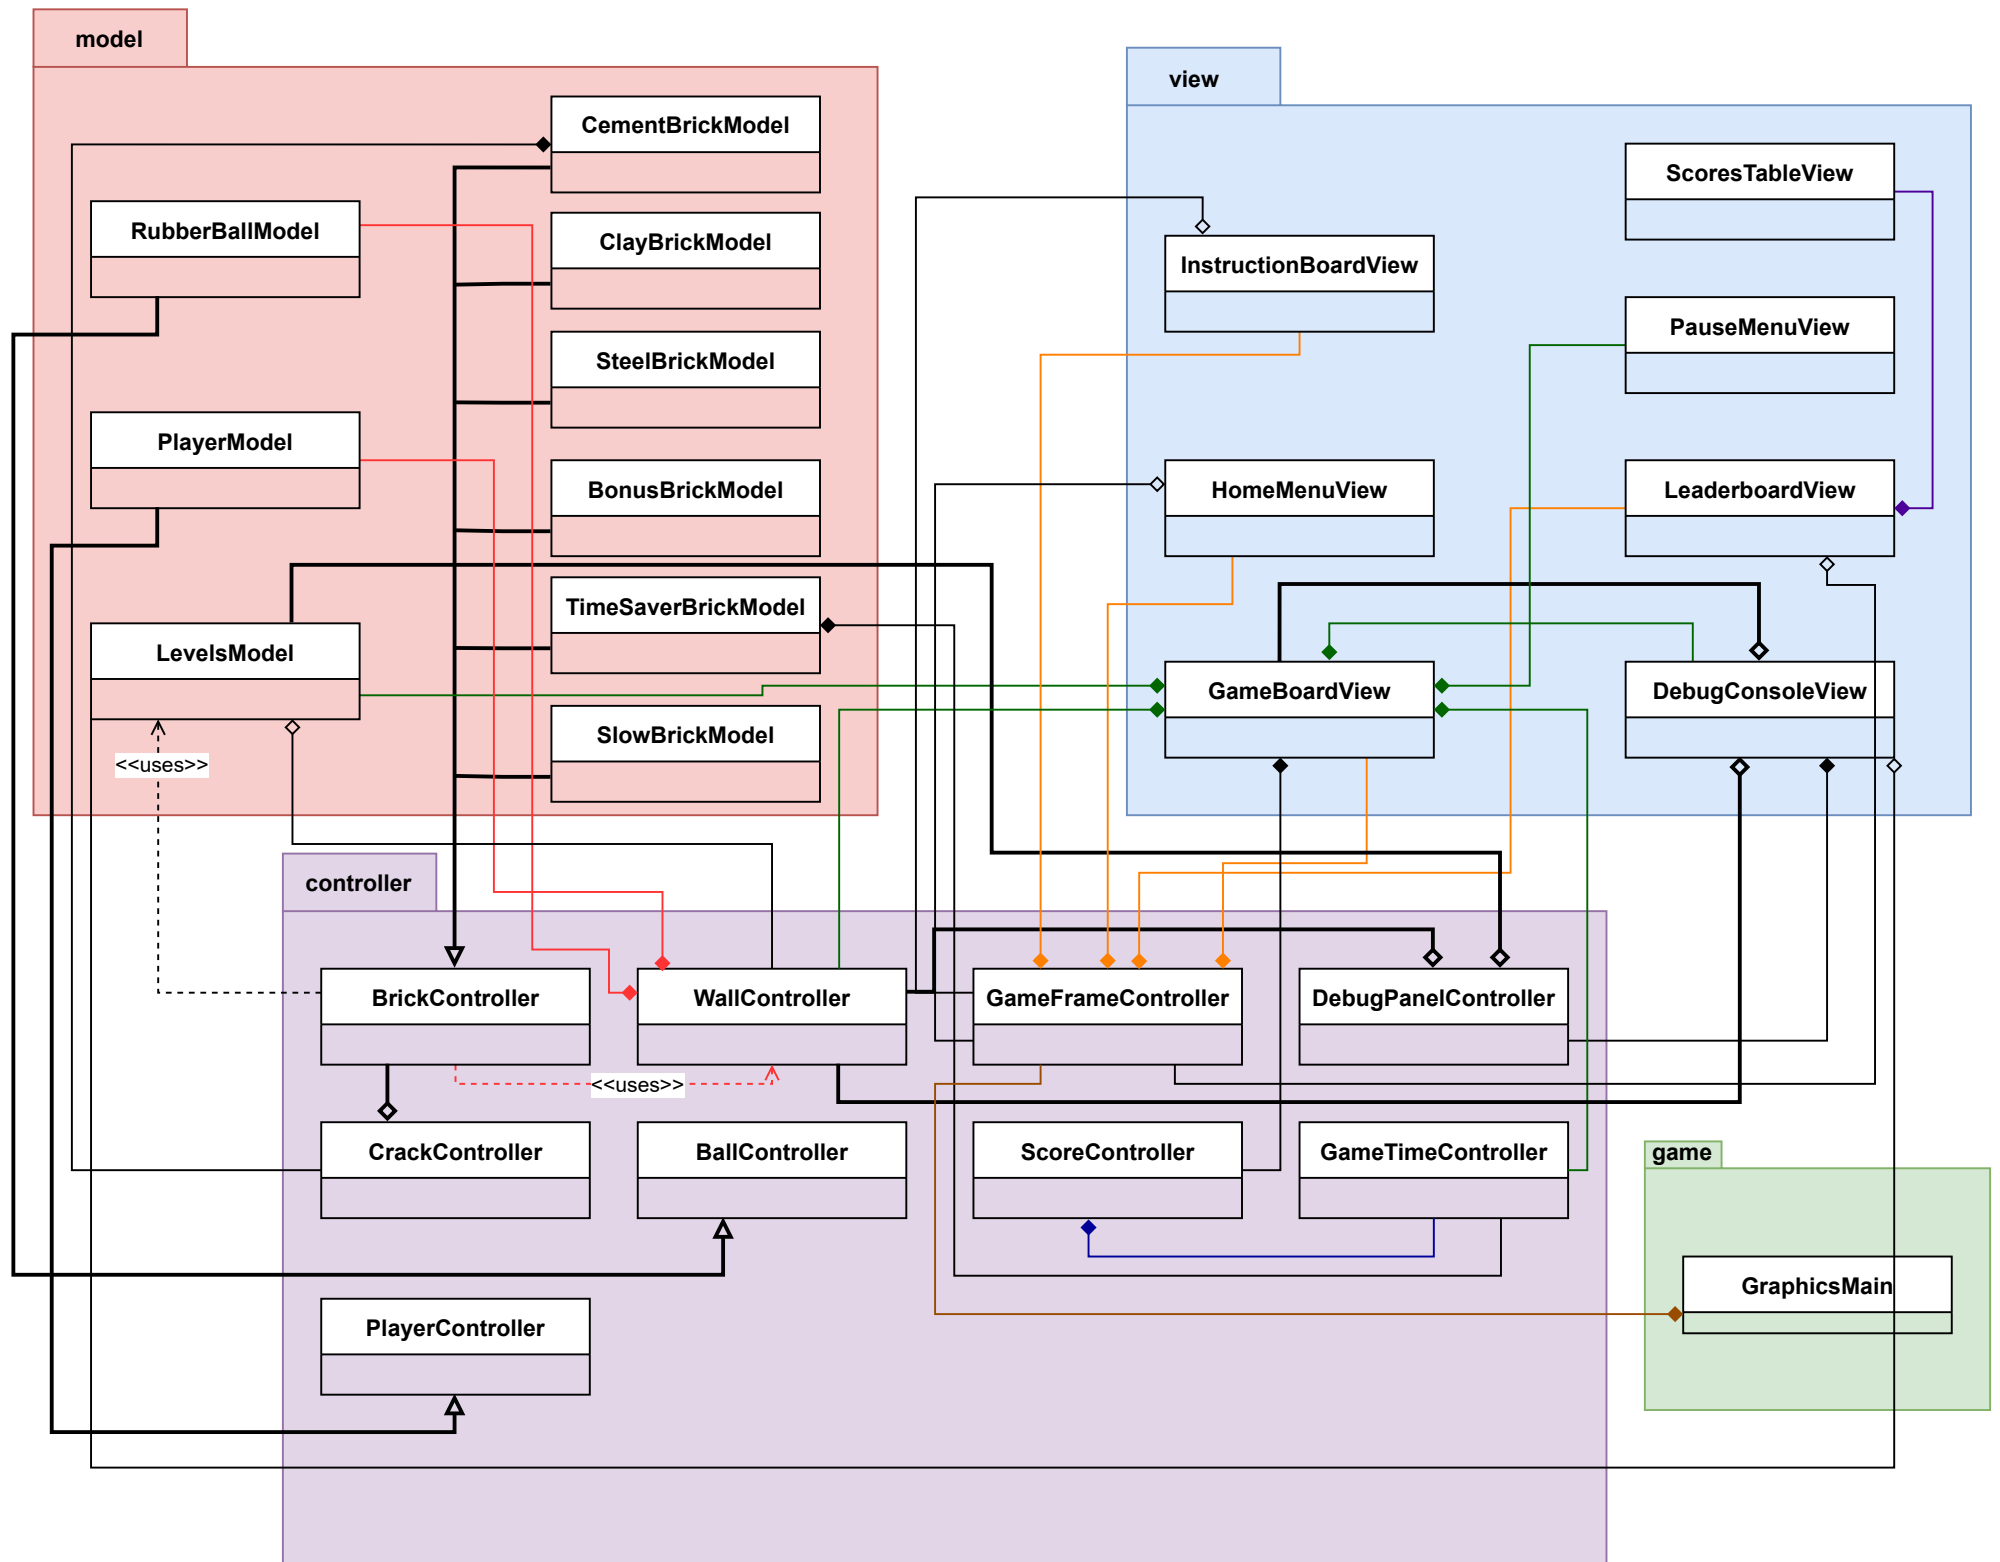 model
CementBrickModel
RubberBallModel
ClayBrickModel
SteelBrickModel
PlayerModel
BonusBrickModel
TimeSaverBrickModel
LevelsModel
SlowBrickModel
<<uses>>
view
ScoresTableView
InstructionBoardView
PauseMenuView
HomeMenuView
LeaderboardView
GameBoardView
DebugConsoleView
controller
BrickController
WallController
GameFrameController
DebugPanelController
<<uses>>
CrackController
BallController
ScoreController
GameTimeController
PlayerController
game
GraphicsMain